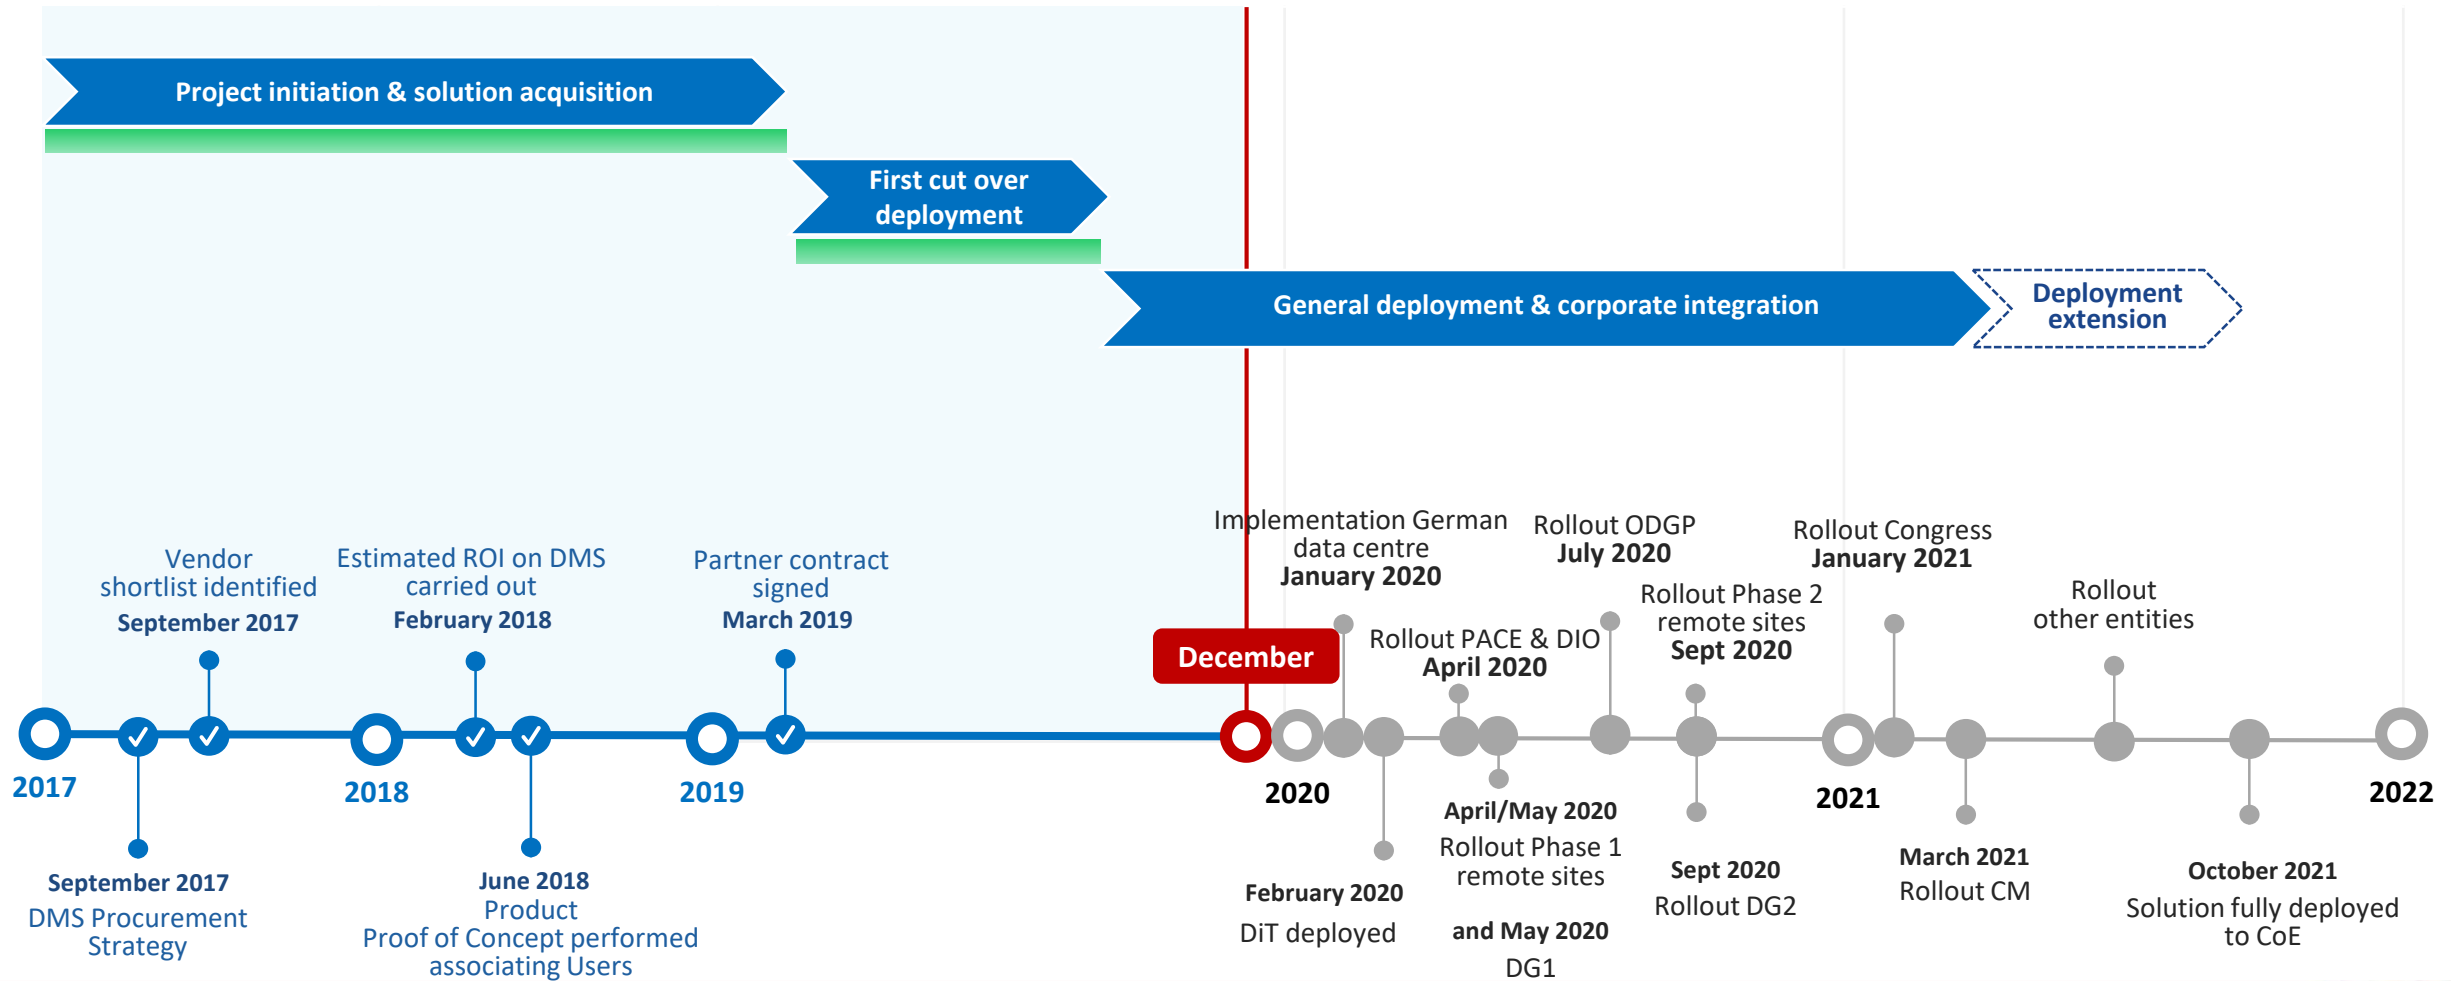 Project initiation & solution acquisition
First cut over
deployment
General deployment & corporate integration
Deployment
extension
Vendor
shortlist identified
September 2017
Estimated ROI on DMS
carried out
February 2018
Partner contract
signed
March 2019
December
Implementation German
data centre
January 2020
Rollout PACE & DIO
April 2020
Rollout ODGP
July 2020
Rollout Phase 2
remote sites
Sept 2020
Rollout Congress
January 2021
Rollout
other entities
2017
2018
2019
2020
2021
2022
September 2017
DMS Procurement
Strategy
June 2018
Product
Proof of Concept performed
associating Users
February 2020
DiT deployed
April/May 2020
Rollout Phase 1
remote sites
and May 2020
DG1
Sept 2020
Rollout DG2
March 2021
Rollout CM
October 2021
Solution fully deployed
to CoE